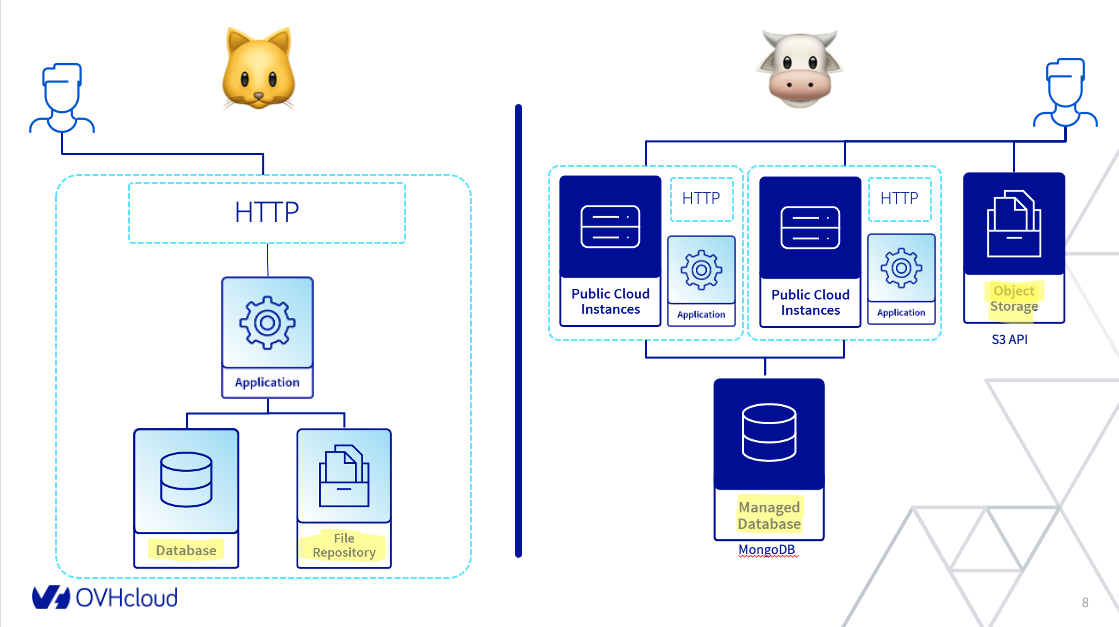 HTTP
Application
Database
File
Repository
HTTP
Public Cloud
Instances
Application
HTTP
Public Cloud
Instances
Application
Object
Storage
S3 API
Managed
Database
MongoDB
OVHcloud
8